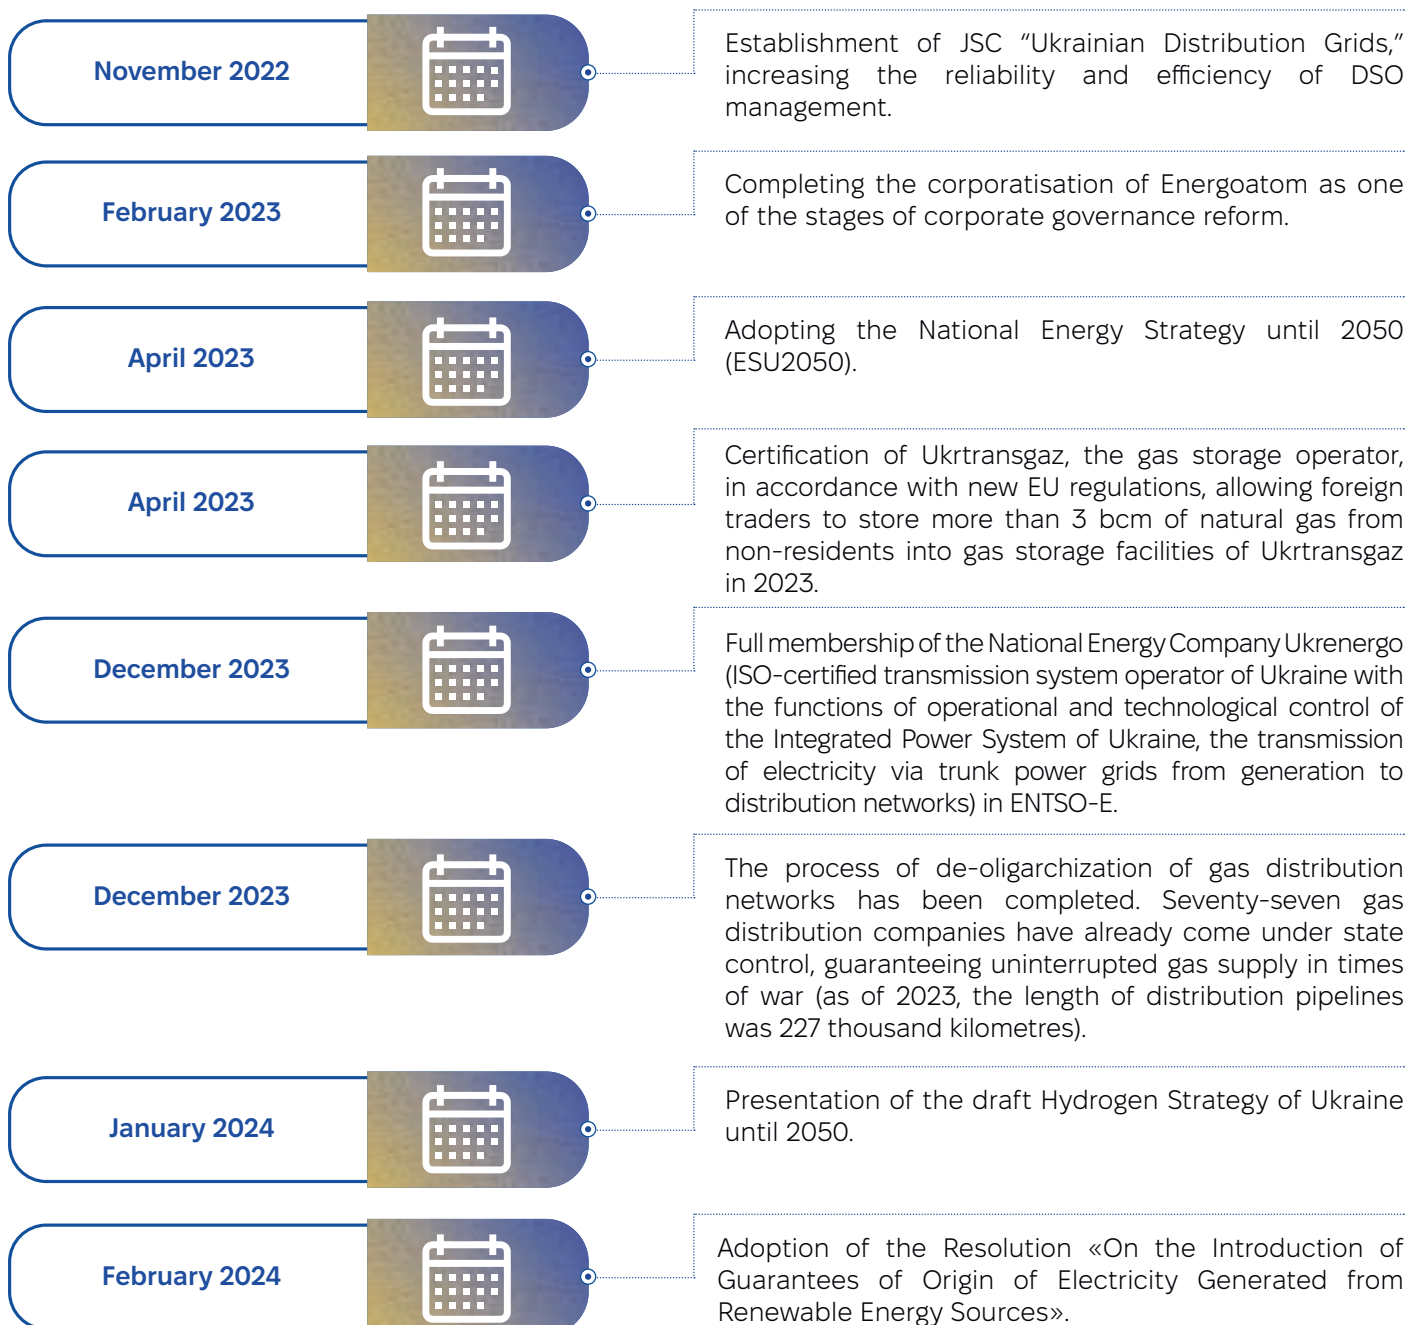 November 2022
Establishment of JSC “Ukrainian Distribution Grids,”
increasing the reliability and efficiency of DSO
management.
February 2023
Completing the corporatisation of Energoatom as one
of the stages of corporate governance reform.
April 2023
Adopting the National Energy Strategy until 2050
(ESU2050).
April 2023
Certification of Ukrtransgaz, the gas storage operator,
in accordance with new EU regulations, allowing foreign
traders to store more than 3 bcm of natural gas from
non-residents into gas storage facilities of Ukrtransgaz
in 2023.
December 2023
Full membership of the National Energy Company Ukrenergo
(ISO-certified transmission system operator of Ukraine with
the functions of operational and technological control of
the Integrated Power System of Ukraine, the transmission
of electricity via trunk power grids from generation to
distribution networks) in ENTSO-E.
December 2023
The process of de-oligarchization of gas distribution
networks has been completed. Seventy-seven gas
distribution companies have already come under state
control, guaranteeing uninterrupted gas supply in times
of war (as of 2023, the length of distribution pipelines
was 227 thousand kilometres).
January 2024
Presentation of the draft Hydrogen Strategy of Ukraine
until 2050.
February 2024
Adoption of the Resolution «On the Introduction of
Guarantees of Origin of Electricity Generated from
Renewable Energy Sources».